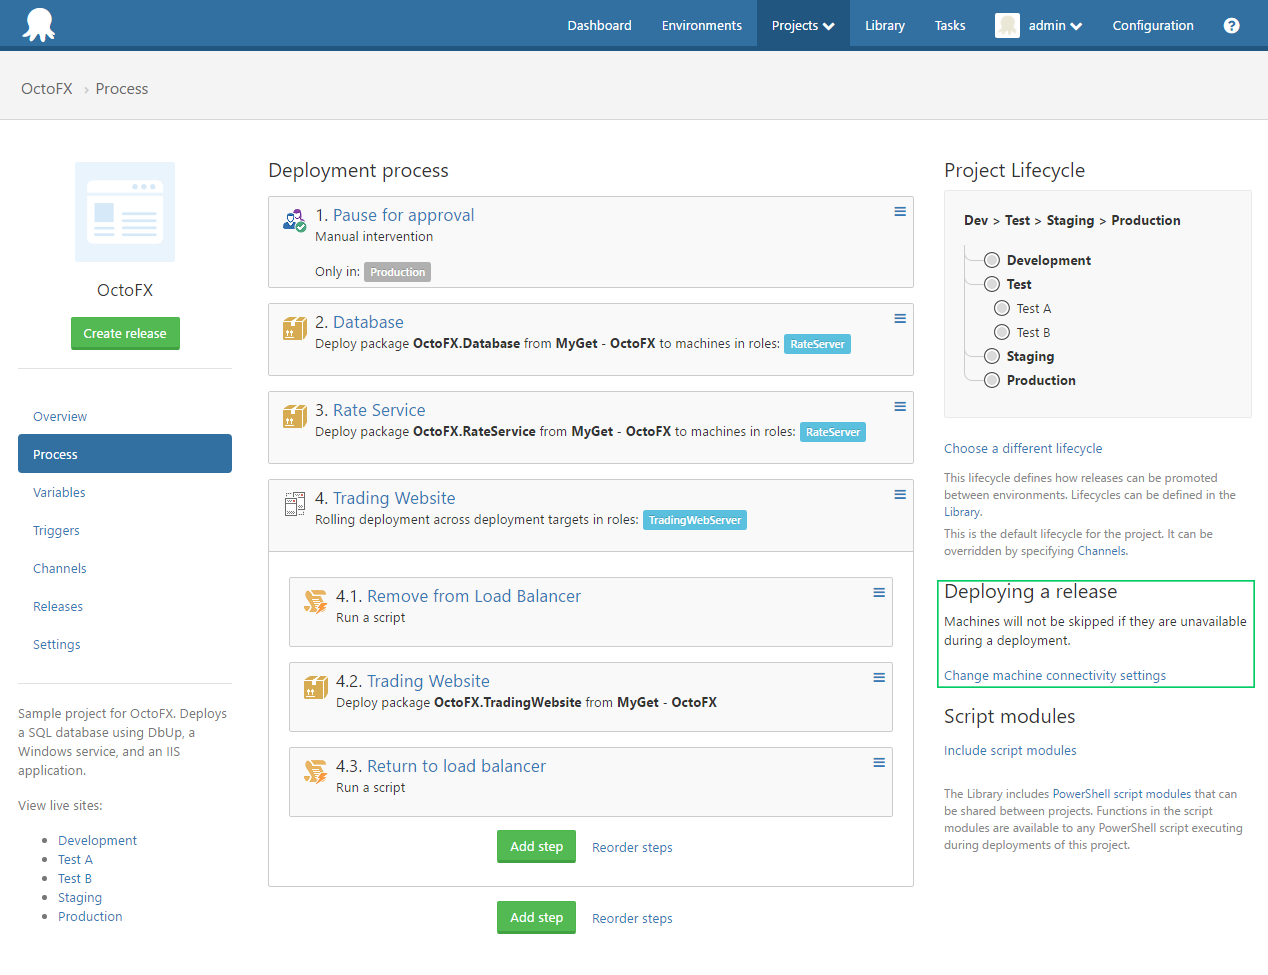 Dashboard
Environments
Projects
Library
Tasks
admin
Configuration
?
OctoFX › Process
OctoFX
Create release
Overview
Process
Variables
Triggers
Channels
Releases
Settings
Sample project for OctoFX. Deploys
a SQL database using DbUp, a
Windows service, and an IIS
application.
View live sites:
Development
Test A
Test B
Staging
Production
Deployment process
1. Pause for approval
Manual intervention
Only in: Production
2. Database
Deploy package OctoFX.Database from MyGet - OctoFX to machines in roles: RateServer
3. Rate Service
Deploy package OctoFX.RateService from MyGet - OctoFX to machines in roles: RateServer
4. Trading Website
Rolling deployment across deployment targets in roles: TradingWebServer
4.1. Remove from Load Balancer
Run a script
4.2. Trading Website
Deploy package OctoFX.TradingWebsite from MyGet - OctoFX
4.3. Return to load balancer
Run a script
Add step
Reorder steps
Add step
Reorder steps
Project Lifecycle
Dev > Test > Staging > Production
Development
Test
Test A
Test B
Staging
Production
Choose a different lifecycle
This lifecycle defines how releases can be promoted
between environments. Lifecycles can be defined in the
Library.
This is the default lifecycle for the project. It can be
overridden by specifying Channels.
Deploying a release
Machines will not be skipped if they are unavailable
during a deployment.
Change machine connectivity settings
Script modules
Include script modules
The Library includes PowerShell script modules that can
be shared between projects. Functions in the script
modules are available to any PowerShell script executing
during deployments of this project.